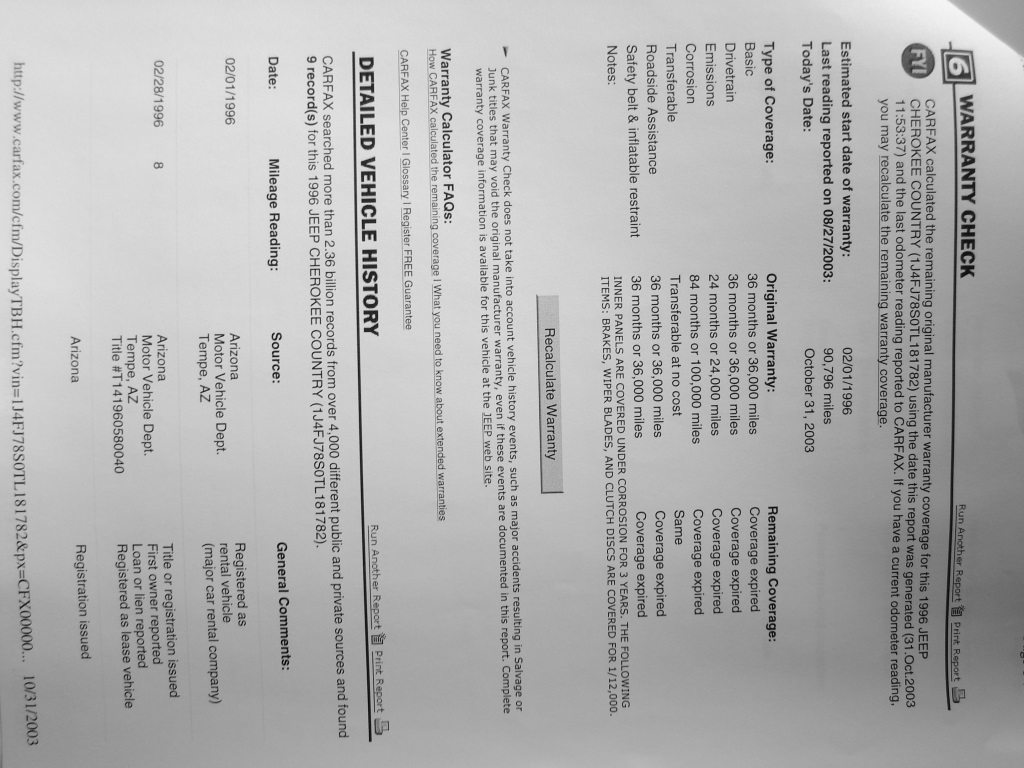 6 WARRANTY CHECK
Run Another Report Print Report
FYI
CARFAX calculated the remaining original manufacturer warranty coverage for this 1996 JEEP
CHEROKEE COUNTRY (1J4FJ78S0TL181782) using the date this report was generated (31.Oct.2003
11:53:37) and the last odometer reading reported to CARFAX. If you have a current odometer reading,
you may recalculate the remaining warranty coverage.
Estimated start date of warranty: 02/01/1996
Last reading reported on 08/27/2003: 90,796 miles
Today's Date: October 31, 2003
Type of Coverage: Original Warranty: Remaining Coverage:
Basic 36 months or 36,000 miles Coverage expired
Drivetrain 36 months or 36,000 miles Coverage expired
Emissions 24 months or 24,000 miles Coverage expired
Corrosion 84 months or 100,000 miles Coverage expired
Transferable Transferable at no cost Same
Roadside Assistance 36 months or 36,000 miles Coverage expired
Safety belt & inflatable restraint 36 months or 36,000 miles Coverage expired
Notes: INNER PANELS ARE COVERED UNDER CORROSION FOR 3 YEARS. THE FOLLOWING
ITEMS: BRAKES, WIPER BLADES, AND CLUTCH DISCS ARE COVERED FOR 1/12,000.
Recalculate Warranty
CARFAX Warranty Check does not take into account vehicle history events, such as major accidents resulting in Salvage or
Junk titles that may void the original manufacturer warranty, even if these events are documented in this report. Complete
warranty coverage information is available for this vehicle at the JEEP web site.
Warranty Calculator FAQs:
How CARFAX calculated the remaining coverage | What you need to know about extended warranties
CARFAX Help Center | Glossary | Register FREE Guarantee
DETAILED VEHICLE HISTORY
Run Another Report Print Report
CARFAX searched more than 2.36 billion records from over 4,000 different public and private sources and found
9 record(s) for this 1996 JEEP CHEROKEE COUNTRY (1J4FJ78S0TL181782).
Date: Mileage Reading: Source: General Comments:
02/01/1996 Arizona Registered as
Motor Vehicle Dept. rental vehicle
Tempe, AZ (major car rental company)
02/28/1996 8 Arizona Title or registration issued
Motor Vehicle Dept. First owner reported
Tempe, AZ Loan or lien reported
Title #T141960580040 Registered as lease vehicle
Arizona Registration issued
http://www.carfax.com/cfm/DisplayTBH.cfm?vin=1J4FJ78S0TL181782&px=CFX000000... 10/31/2003